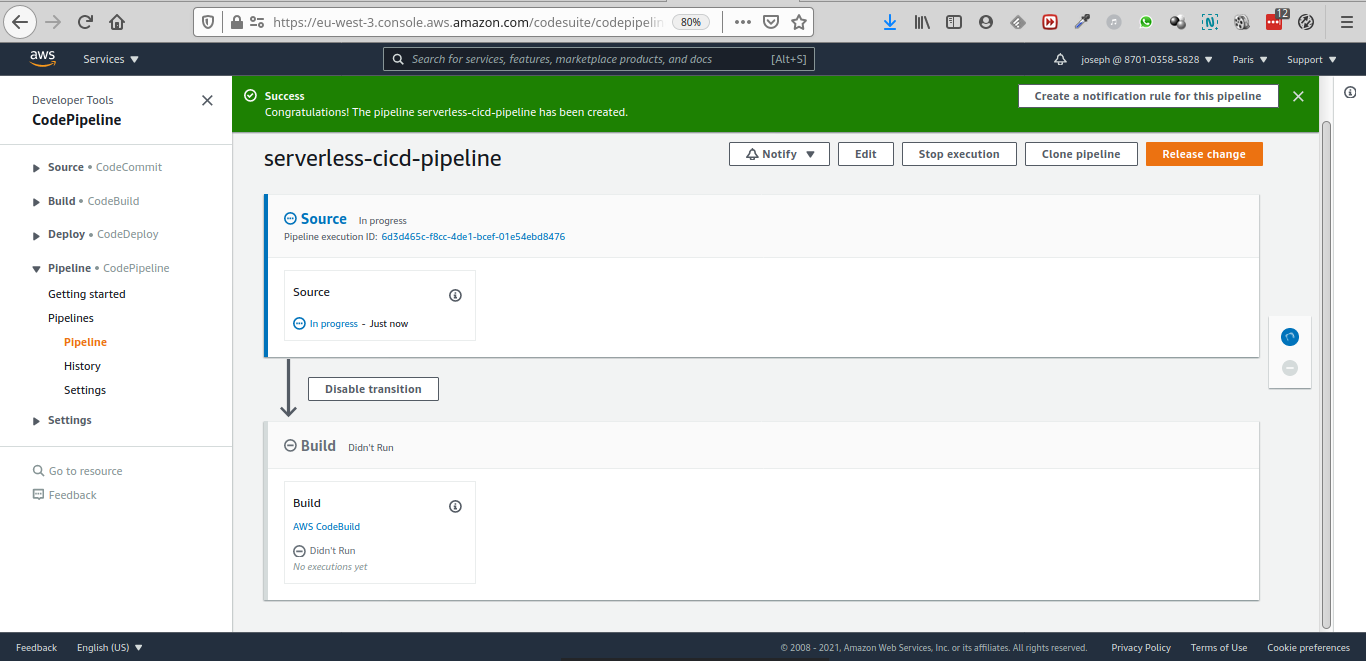 https://eu-west-3.console.aws.amazon.com/codesuite/codepipelin
80%
12
aws
Services
Search for services, features, marketplace products, and docs
[Alt+S]
joseph @ 8701-0358-5828
Paris
Support
Developer Tools
CodePipeline
Source • CodeCommit
Build • CodeBuild
Deploy • CodeDeploy
Pipeline • CodePipeline
Getting started
Pipelines
Pipeline
History
Settings
Settings
Go to resource
Feedback
Success
Congratulations! The pipeline serverless-cicd-pipeline has been created.
Create a notification rule for this pipeline
serverless-cicd-pipeline
Notify
Edit
Stop execution
Clone pipeline
Release change
Source In progress
Pipeline execution ID: 6d3d465c-f8cc-4de1-bcef-01e54ebd8476
Source
In progress - Just now
Disable transition
Build Didn't Run
Build
AWS CodeBuild
Didn't Run
No executions yet
Feedback
English (US)
© 2008 - 2021, Amazon Web Services, Inc. or its affiliates. All rights reserved.
Privacy Policy
Terms of Use
Cookie preferences